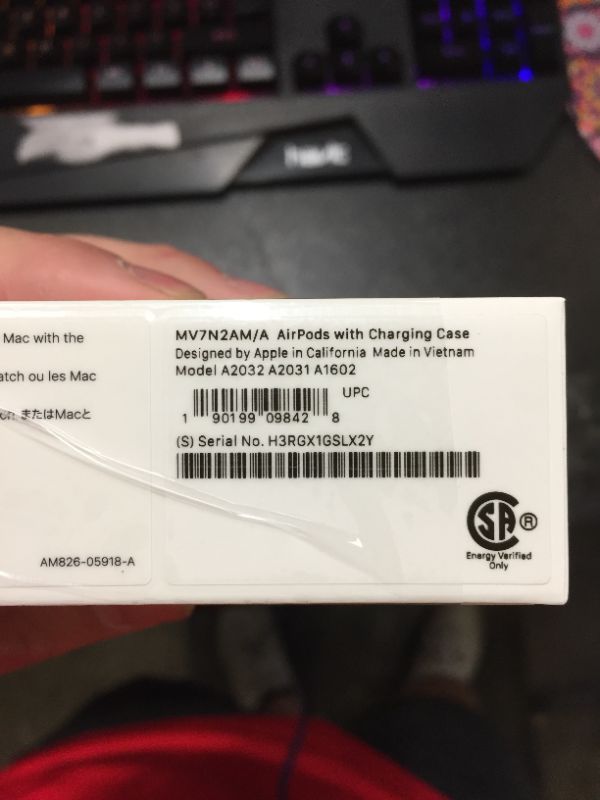 Mac with the
atch ou les Mac
またはMacと
AM826-05918-A
MV7N2AM/A AirPods with Charging Case
Designed by Apple in California Made in Vietnam
Model A2032 A2031 A1602
UPC
1 90199 09842 8
(S) Serial No. H3RGX1GSLX2Y
SA ®
Energy Verified
Only